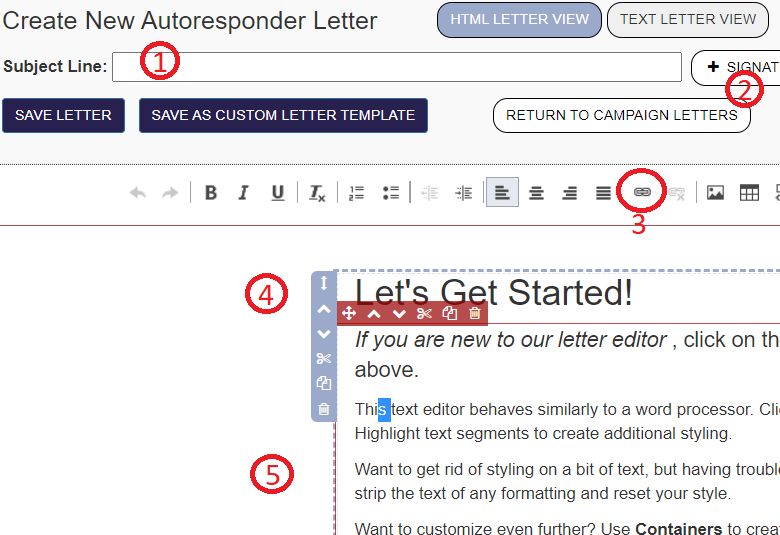 Create New Autoresponder Letter
HTML LETTER VIEW
TEXT LETTER VIEW
Subject Line:
1
+ SIGNAT
2
SAVE LETTER
SAVE AS CUSTOM LETTER TEMPLATE
RETURN TO CAMPAIGN LETTERS
B I U Tx
3
4
Let's Get Started!
If you are new to our letter editor , click on th
above.
This text editor behaves similarly to a word processor. Clic
Highlight text segments to create additional styling.
5
Want to get rid of styling on a bit of text, but having troubl
strip the text of any formatting and reset your style.
Want to customize even further? Use Containers to creat